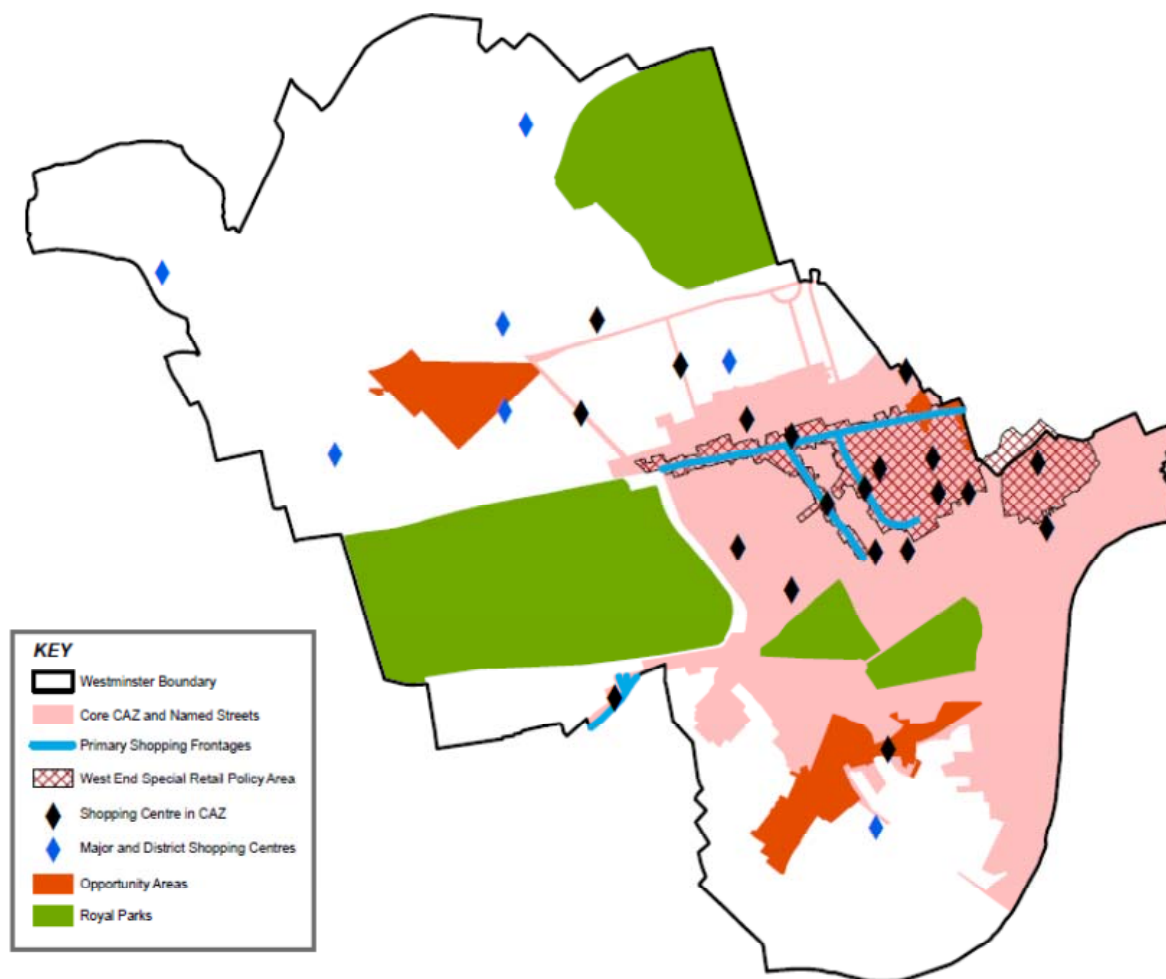 KEY
Westminster Boundary
Core CAZ and Named Streets
Primary Shopping Frontages
West End Special Retail Policy Area
Shopping Centre in CAZ
Major and District Shopping Centres
Opportunity Areas
Royal Parks